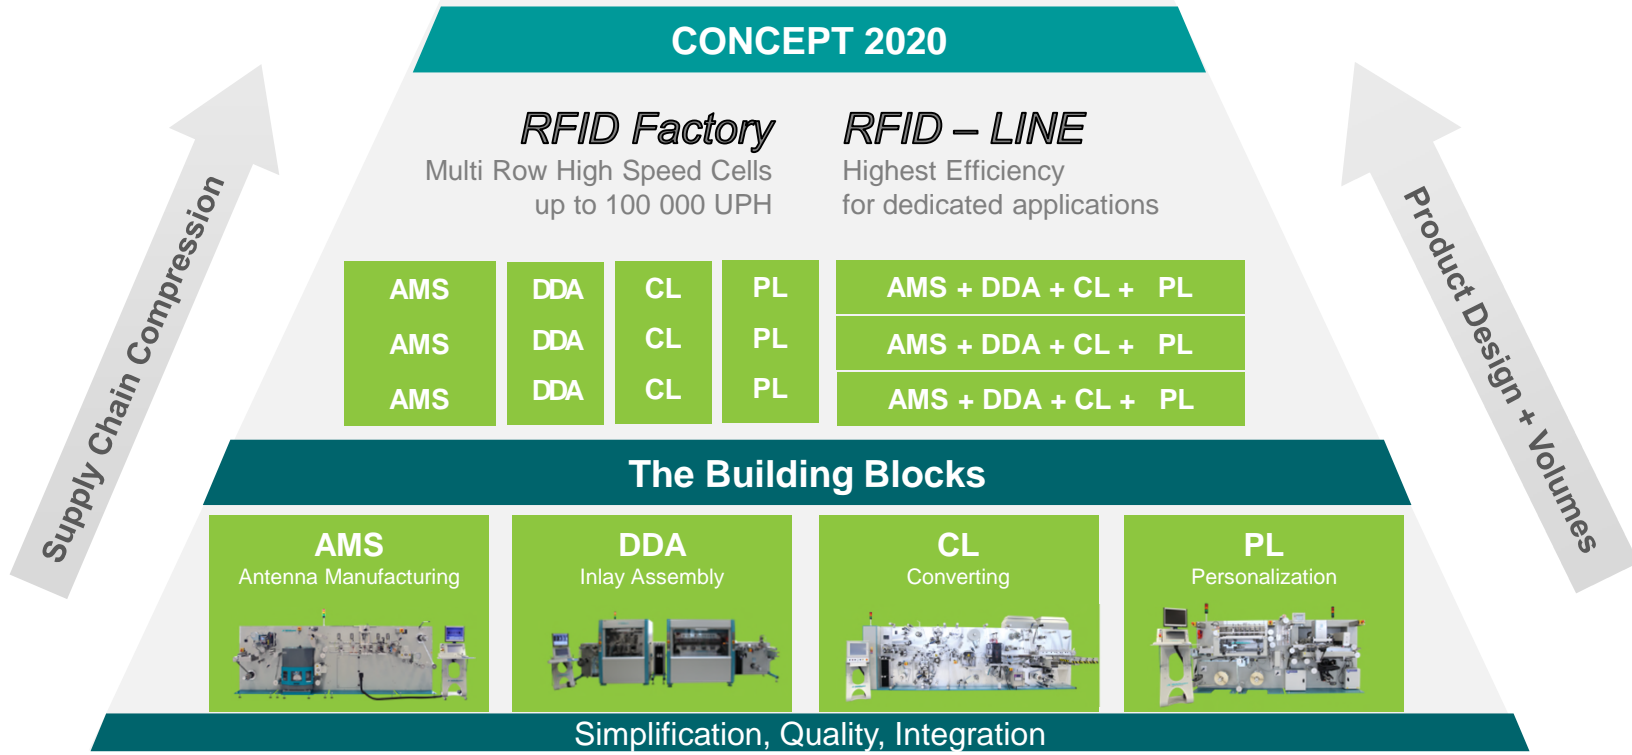 CONCEPT 2020
RFID Factory
Multi Row High Speed Cells
up to 100 000 UPH
RFID – LINE
Highest Efficiency
for dedicated applications
Supply Chain Compression
Product Design + Volumes
AMS DDA CL PL AMS + DDA + CL + PL
AMS DDA CL PL AMS + DDA + CL + PL
AMS DDA CL PL AMS + DDA + CL + PL
The Building Blocks
AMS
Antenna Manufacturing
DDA
Inlay Assembly
CL
Converting
PL
Personalization
Simplification, Quality, Integration